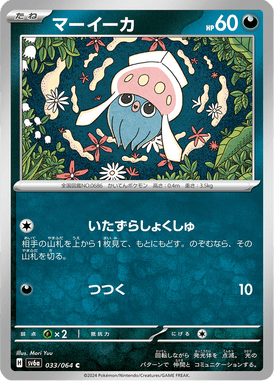 たね
マーイーカ
HP60
全国図鑑NO.0686 かいてんポケモン 高さ：0.4m 重さ：3.5kg
いたずらしょくしゅ
相手の山札を上から1枚見て、もとにもどす。のぞむなら、その
山札を切る。
つつく 10
弱点 ×2 抵抗力 にげる
Illus. Mori Yuu
H SV6a 033/064 C
回転しながら 発光体を 点滅。光の
パターンで 仲間と コミュニケーションする。
©2024 Pokémon/Nintendo/Creatures/GAME FREAK.